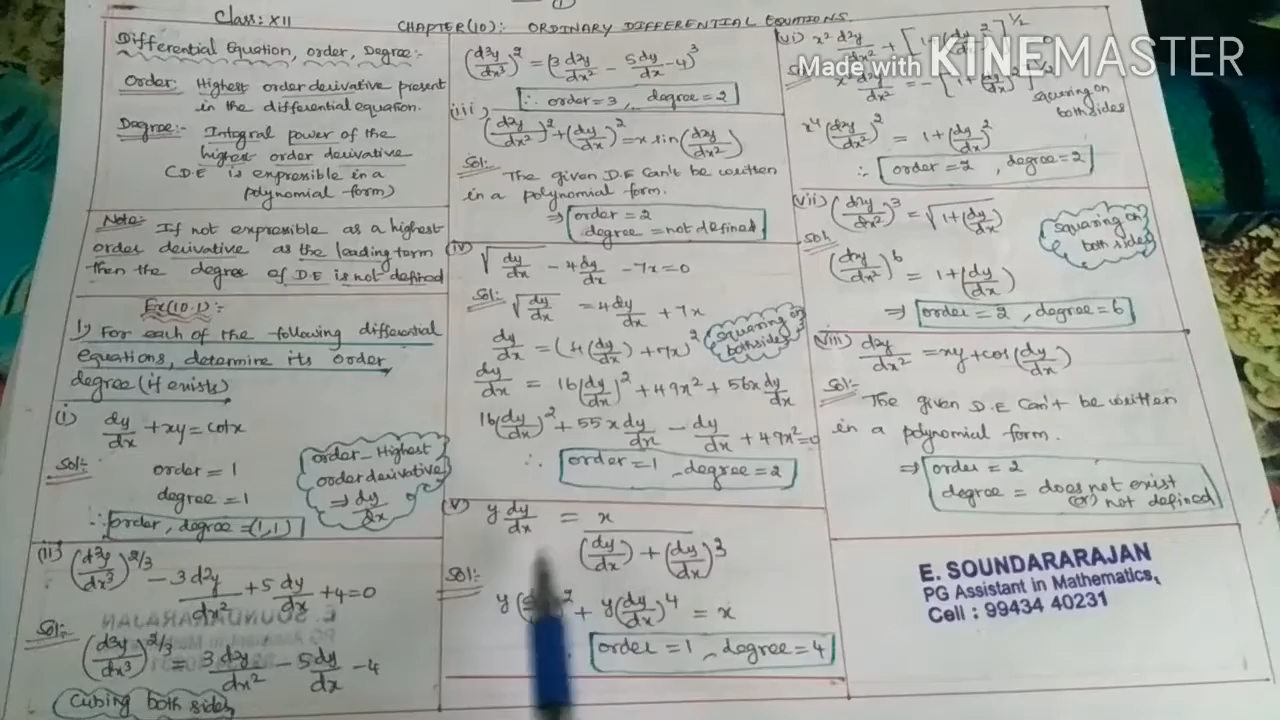 (1)
Class: XII
CHAPTER(10): ORDINARY DIFFERENTIAL EQUATIONS.
Made with KINEMASTER
Differential Equation, order, Degree:-
Order: Highest order derivative present
in the differential equation.
Degree:- Integral power of the
highest order derivative
(D.E is expressible in a
polynomial form)
Note:- If not expressible as a highest
order derivative as the leading term
then the degree of D.E is not defined
Ex(10.1):-
1) For each of the following differential
equations, determine its order
degree (if exists)
(i) dy/dx + xy = cotx
Sol:- order = 1
degree = 1
∴ order, degree = (1,1)
order - Highest
order derivative
⇒ dy/dx
(ii) (d³y/dx³)^2/3 - 3 d²y/dx² + 5 dy/dx + 4 = 0
Sol:- (d³y/dx³)^2/3 = 3 d²y/dx² - 5 dy/dx - 4
Cubing both sides
(d³y/dx³)² = (3 d²y/dx² - 5 dy/dx - 4)³
∴ order = 3, degree = 2
(iii) (d²y/dx²)² + (dy/dx)² = x sin(d²y/dx²)
Sol:- The given D.E Can't be written
in a polynomial form.
⇒ order = 2
degree = not defined
(iv) √dy/dx - 4 dy/dx - 7x = 0
Sol:- √dy/dx = 4 dy/dx + 7x
dy/dx = (4(dy/dx) + 7x)²
squaring on
both sides
dy/dx = 16(dy/dx)² + 49x² + 56x dy/dx
16(dy/dx)² + 55x dy/dx - dy/dx + 49x² = 0
∴ order = 1, degree = 2
(v) y dy/dx = x / (dy/dx) + (dy/dx)³
Sol:-
+ y(dy/dx)⁴ = x
order = 1, degree = 4
(vi) x² d²y/dx² + [1+(dy/dx)²]^1/2
Sol
squaring on
both sides
x⁴(d²y/dx²)² = 1+(dy/dx)²
∴ order = 2, degree = 2
(vii) (d²y/dx²)³ = √1+(dy/dx)
squaring on
both sides
Sol. (d²y/dx²)⁶ = 1+(dy/dx)
⇒ order = 2, degree = 6
(viii) d²y/dx² = xy + cos(dy/dx)
Sol:- The given D.E Can't be written
in a polynomial form.
⇒ order = 2
degree = does not exist
(or) not defined
E. SOUNDARARAJAN
PG Assistant in Mathematics,
Cell : 99434 40231